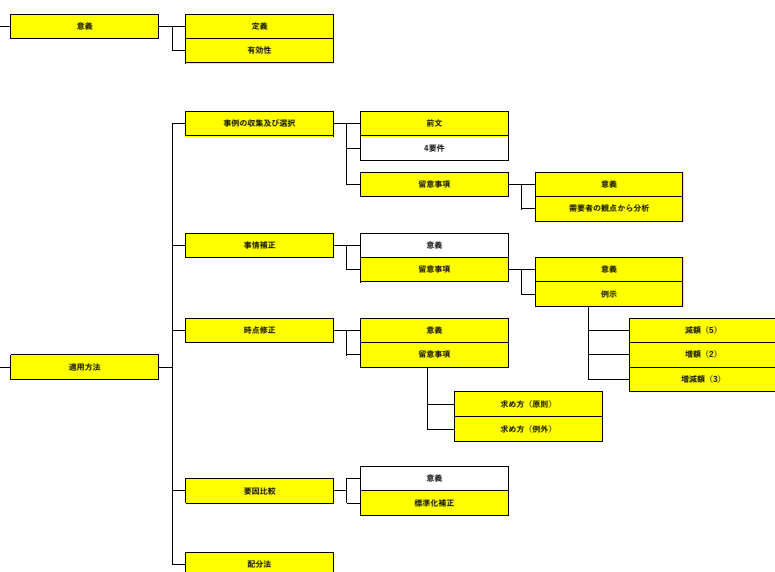 意義
定義
有効性
事例の収集及び選択
前文
4要件
留意事項
意義
需要者の観点から分析
事情補正
意義
留意事項
意義
例示
減額（5）
増額（2）
増減額（3）
時点修正
意義
留意事項
求め方（原則）
求め方（例外）
適用方法
要因比較
意義
標準化補正
配分法